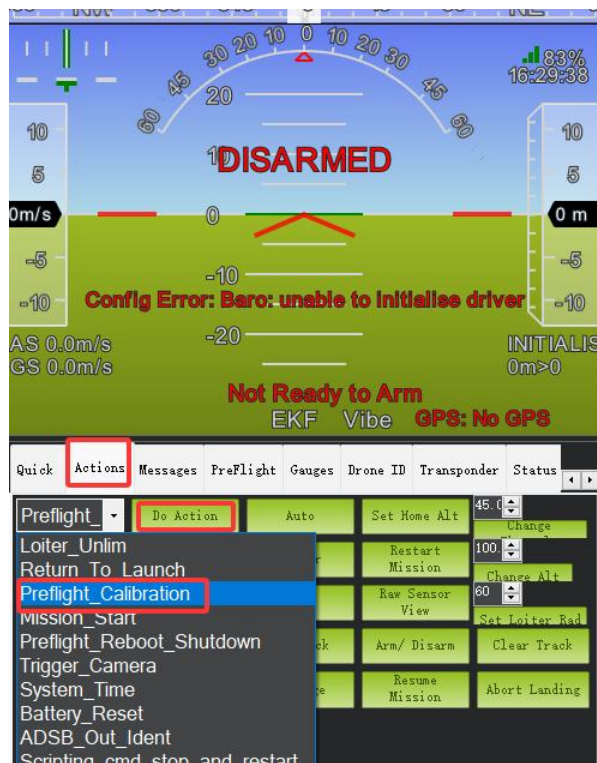 30 20 10 0 10 20 30
45 45
60 60
83%
16:29:38
20
10 10
10
DISARMED
5 5
0m/s 0 0 m
-5 -5
-10
-10 Config Error: Baro: unable to initialise driver -10
AS 0.0m/s -20 INITIALIS
GS 0.0m/s 0m>0
Not Ready to Arm
EKF Vibe GPS: No GPS
Quick Actions Messages PreFlight Gauges Drone ID Transponder Status
Preflight_ Do Action Auto Set Home Alt 45.0
Change
Loiter_Unlim
Restart Mission 100.
Return_To_Launch
Change Alt
Preflight_Calibration Raw Sensor View 60
Mission_Start Set Loiter Rad
Preflight_Reboot_Shutdown Arm/ Disarm Clear Track
Trigger_Camera
System_Time Resume Mission Abort Landing
Battery_Reset
ADSB_Out_Ident
Scripting_cmd_stop_and_restart